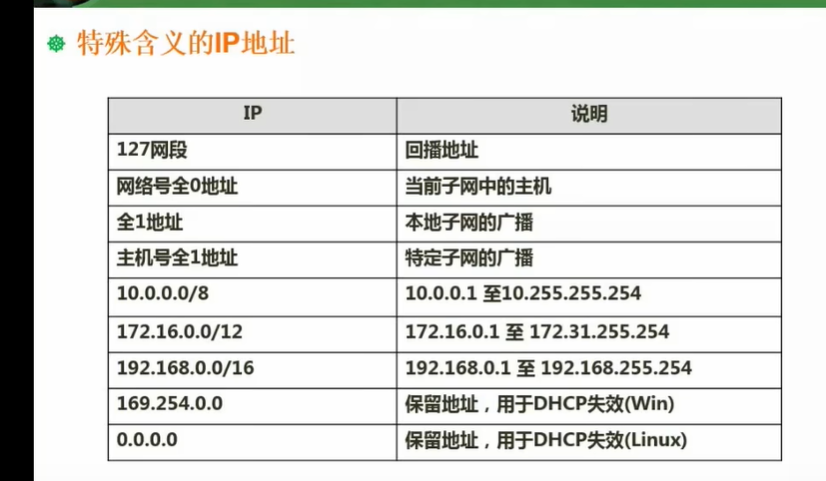 特殊含义的IP地址
IP 说明
127网段 回播地址
网络号全0地址 当前子网中的主机
全1地址 本地子网的广播
主机号全1地址 特定子网的广播
10.0.0.0/8 10.0.0.1 至10.255.255.254
172.16.0.0/12 172.16.0.1 至 172.31.255.254
192.168.0.0/16 192.168.0.1 至 192.168.255.254
169.254.0.0 保留地址，用于DHCP失效(Win)
0.0.0.0 保留地址，用于DHCP失效(Linux)